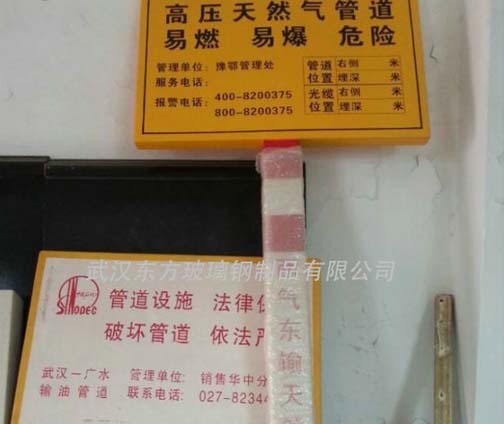 高压天然气管道
易燃 易爆 危险
管理单位：豫鄂管理处
服务电话：
报警电话：400-8200375
800-8200375
管道位置 右侧 米
埋深 米
光缆位置 右侧 米
埋深 米
武汉东方玻璃钢制品有限公司
中国石化
SINOPEC
管道设施 法律
破坏管道 依法
武汉一广水 管理单位：销售华中分
输油管道 联系电话：027-82344
气东输天